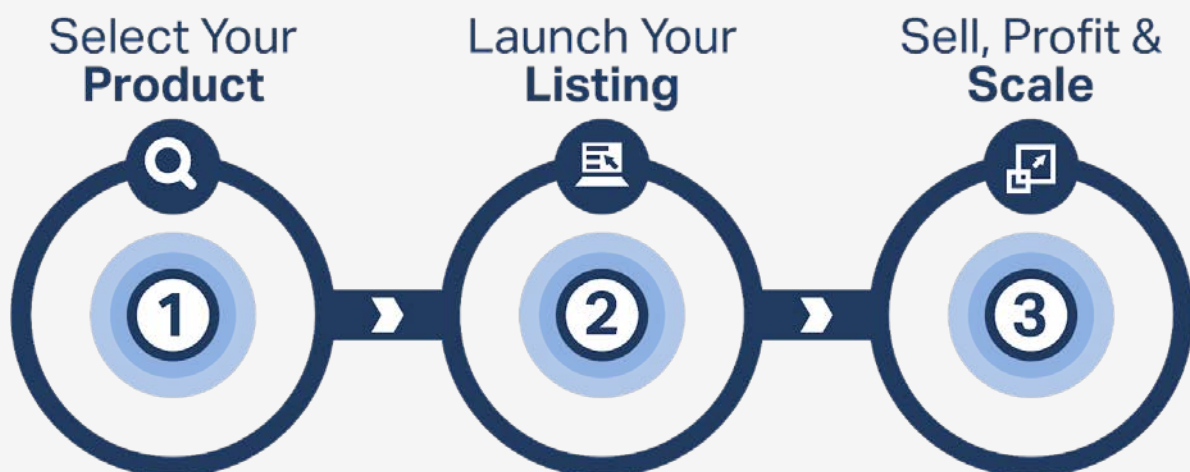 Select Your
Product
Launch Your
Listing
Sell, Profit &
Scale
1
2
3